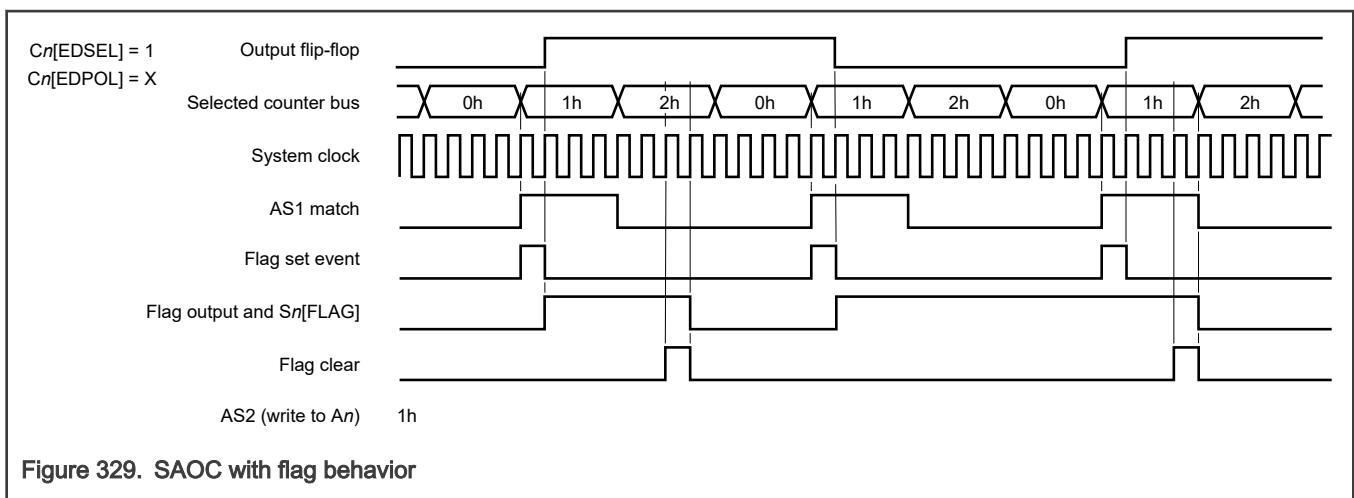 Cn[EDSEL] = 1
Cn[EDPOL] = X
Output flip-flop
Selected counter bus
0h 1h 2h 0h 1h 2h 0h 1h 2h
System clock
AS1 match
Flag set event
Flag output and Sn[FLAG]
Flag clear
AS2 (write to An) 1h
Figure 329. SAOC with flag behavior